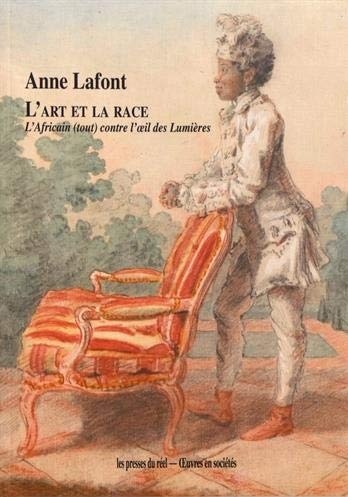 Anne Lafont
L'ART ET LA RACE
L'Africain (tout) contre l'œil des Lumières
les presses du réel — Œuvres en sociétés